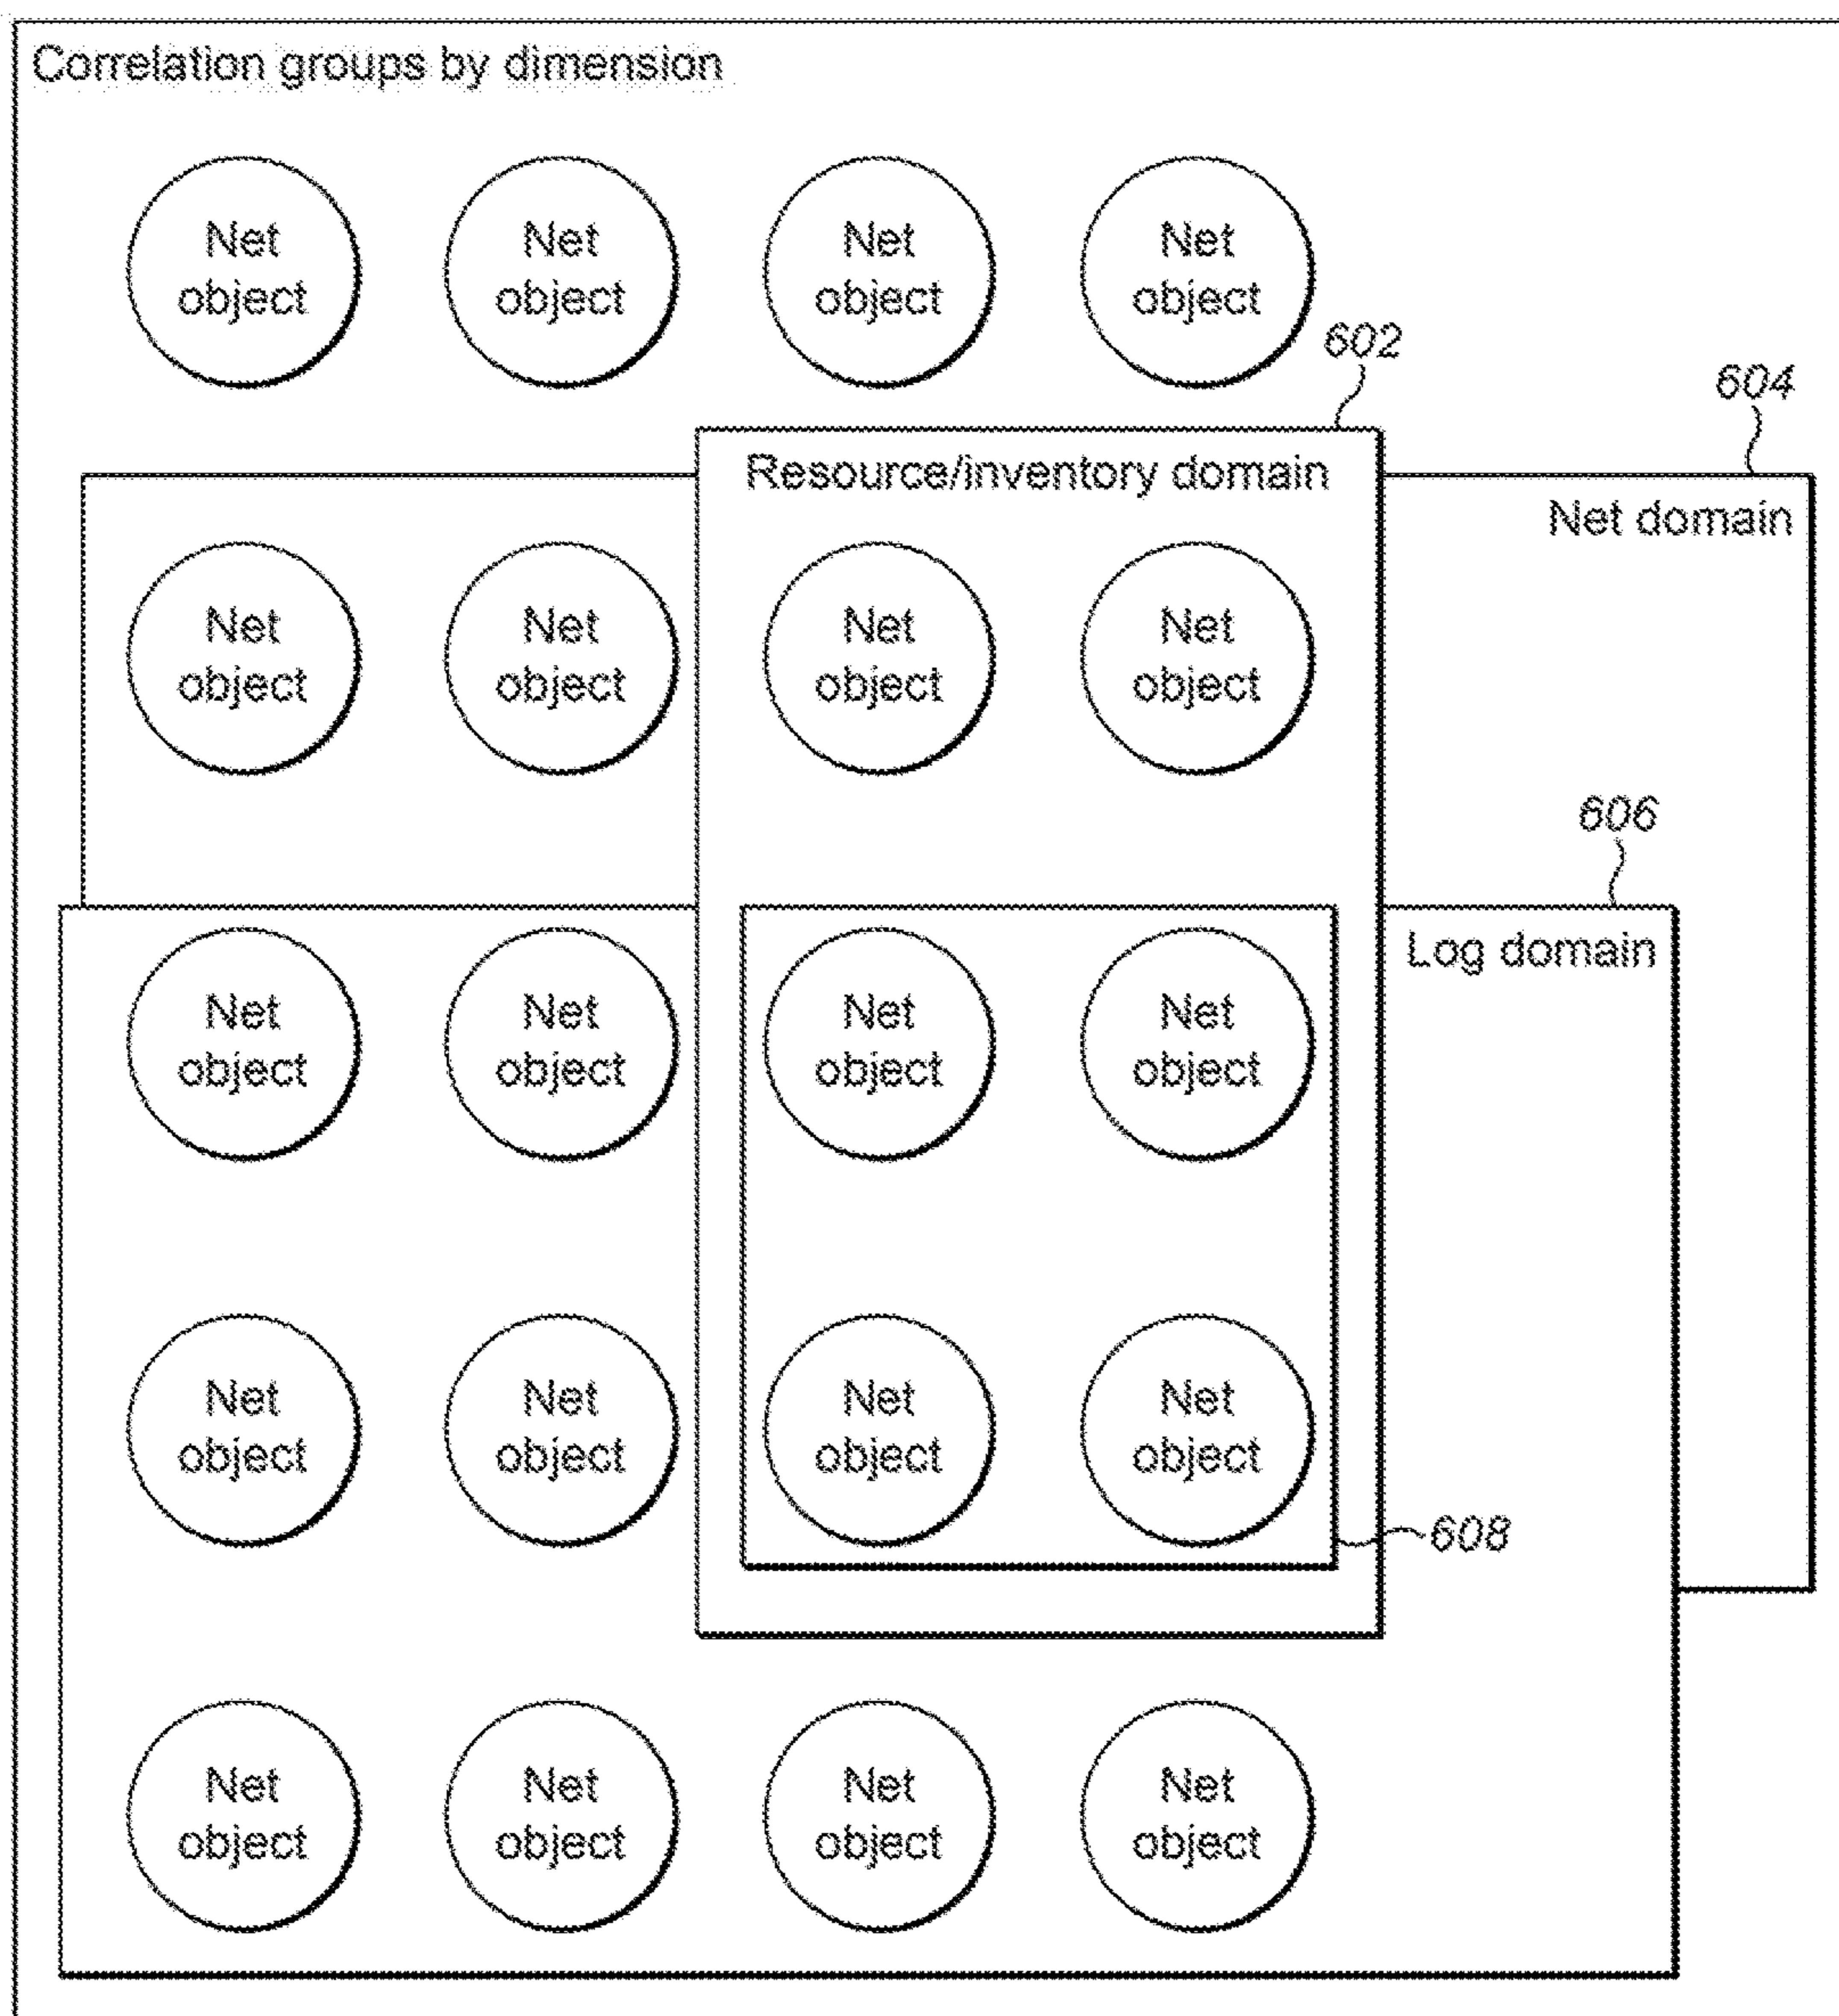 Correlation groups by dimension
Net Net Net Net
object object object object
602
604
Resource/inventory domain
Net domain
Net Net Net Net
object object object object
606
Log domain
Net Net Net Net
object object object object
Net Net Net Net
object object object object
608
Net Net Net Net
object object object object